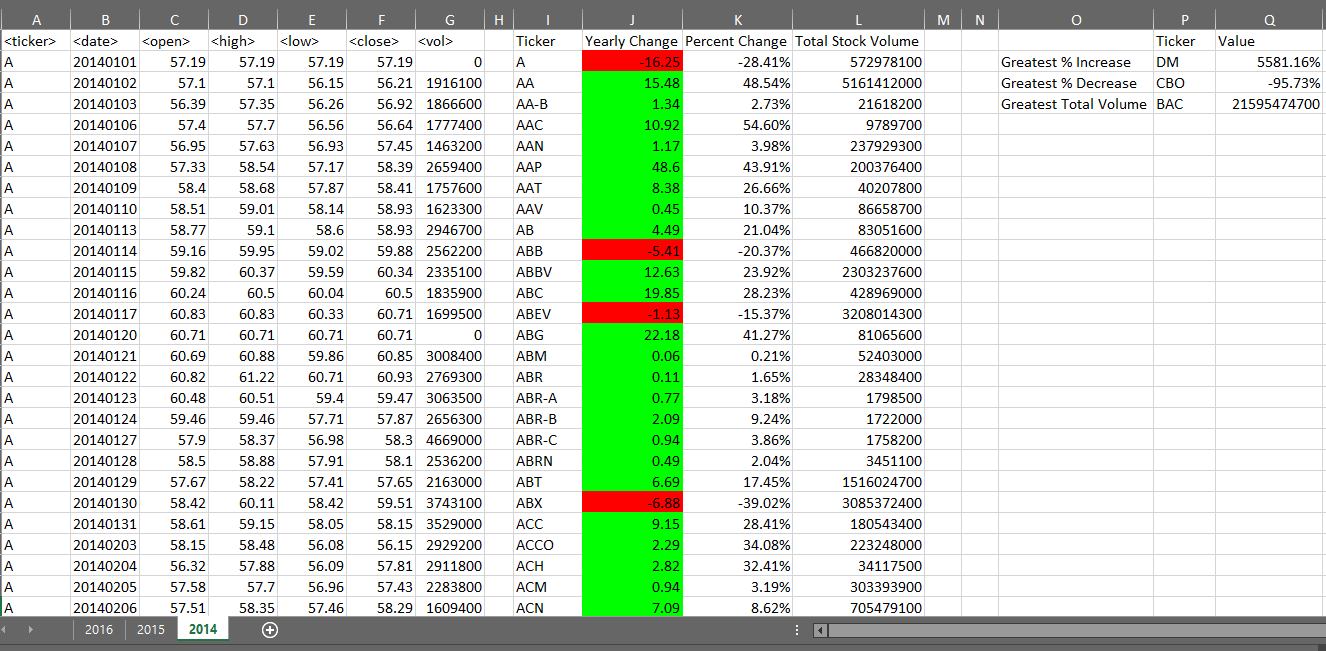 A B C D E F G H I J K L M N O P Q
<ticker> <date> <open> <high> <low> <close> <vol> Ticker Yearly Change Percent Change Total Stock Volume Ticker Value
A 20140101 57.19 57.19 57.19 57.19 0 A -16.25 -28.41% 572978100 Greatest % Increase DM 5581.16%
A 20140102 57.1 57.1 56.15 56.21 1916100 AA 15.48 48.54% 5161412000 Greatest % Decrease CBO -95.73%
A 20140103 56.39 57.35 56.26 56.92 1866600 AA-B 1.34 2.73% 21618200 Greatest Total Volume BAC 21595474700
A 20140106 57.4 57.7 56.56 56.64 1777400 AAC 10.92 54.60% 9789700
A 20140107 56.95 57.63 56.93 57.45 1463200 AAN 1.17 3.98% 237929300
A 20140108 57.33 58.54 57.17 58.39 2659400 AAP 48.6 43.91% 200376400
A 20140109 58.4 58.68 57.87 58.41 1757600 AAT 8.38 26.66% 40207800
A 20140110 58.51 59.01 58.14 58.93 1623300 AAV 0.45 10.37% 86658700
A 20140113 58.77 59.1 58.6 58.93 2946700 AB 4.49 21.04% 83051600
A 20140114 59.16 59.95 59.02 59.88 2562200 ABB -5.41 -20.37% 466820000
A 20140115 59.82 60.37 59.59 60.34 2335100 ABBV 12.63 23.92% 2303237600
A 20140116 60.24 60.5 60.04 60.5 1835900 ABC 19.85 28.23% 428969000
A 20140117 60.83 60.83 60.33 60.71 1699500 ABEV -1.13 -15.37% 3208014300
A 20140120 60.71 60.71 60.71 60.71 0 ABG 22.18 41.27% 81065600
A 20140121 60.69 60.88 59.86 60.85 3008400 ABM 0.06 0.21% 52403000
A 20140122 60.82 61.22 60.71 60.93 2769300 ABR 0.11 1.65% 28348400
A 20140123 60.48 60.51 59.4 59.47 3063500 ABR-A 0.77 3.18% 1798500
A 20140124 59.46 59.46 57.71 57.87 2656300 ABR-B 2.09 9.24% 1722000
A 20140127 57.9 58.37 56.98 58.3 4669000 ABR-C 0.94 3.86% 1758200
A 20140128 58.5 58.88 57.91 58.1 2536200 ABRN 0.49 2.04% 3451100
A 20140129 57.67 58.22 57.41 57.65 2163000 ABT 6.69 17.45% 1516024700
A 20140130 58.42 60.11 58.42 59.51 3743100 ABX -6.88 -39.02% 3085372400
A 20140131 58.61 59.15 58.05 58.15 3529000 ACC 9.15 28.41% 180543400
A 20140203 58.15 58.48 56.08 56.15 2929200 ACCO 2.29 34.08% 223248000
A 20140204 56.32 57.88 56.09 57.81 2911800 ACH 2.82 32.41% 34117500
A 20140205 57.58 57.7 56.96 57.43 2283800 ACM 0.94 3.19% 303393900
A 20140206 57.51 58.35 57.46 58.29 1609400 ACN 7.09 8.62% 705479100
2016 2015 2014